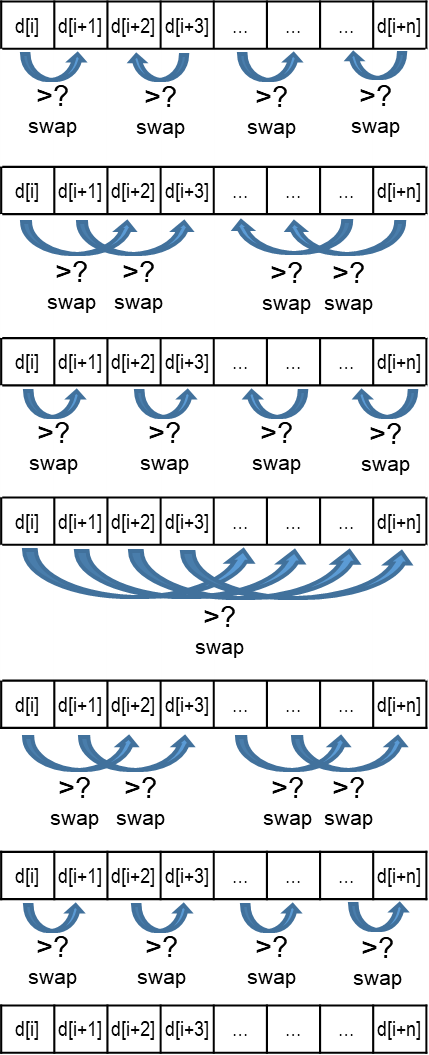 d[i] d[i+1] d[i+2] d[i+3] ... ... ... d[i+n]
>? >? >? >?
swap swap swap swap
d[i] d[i+1] d[i+2] d[i+3] ... ... ... d[i+n]
>? >? >? >?
swap swap swap swap
d[i] d[i+1] d[i+2] d[i+3] ... ... ... d[i+n]
>? >? >? >?
swap swap swap swap
d[i] d[i+1] d[i+2] d[i+3] ... ... ... d[i+n]
>?
swap
d[i] d[i+1] d[i+2] d[i+3] ... ... ... d[i+n]
>? >? >? >?
swap swap swap swap
d[i] d[i+1] d[i+2] d[i+3] ... ... ... d[i+n]
>? >? >? >?
swap swap swap swap
d[i] d[i+1] d[i+2] d[i+3] ... ... ... d[i+n]